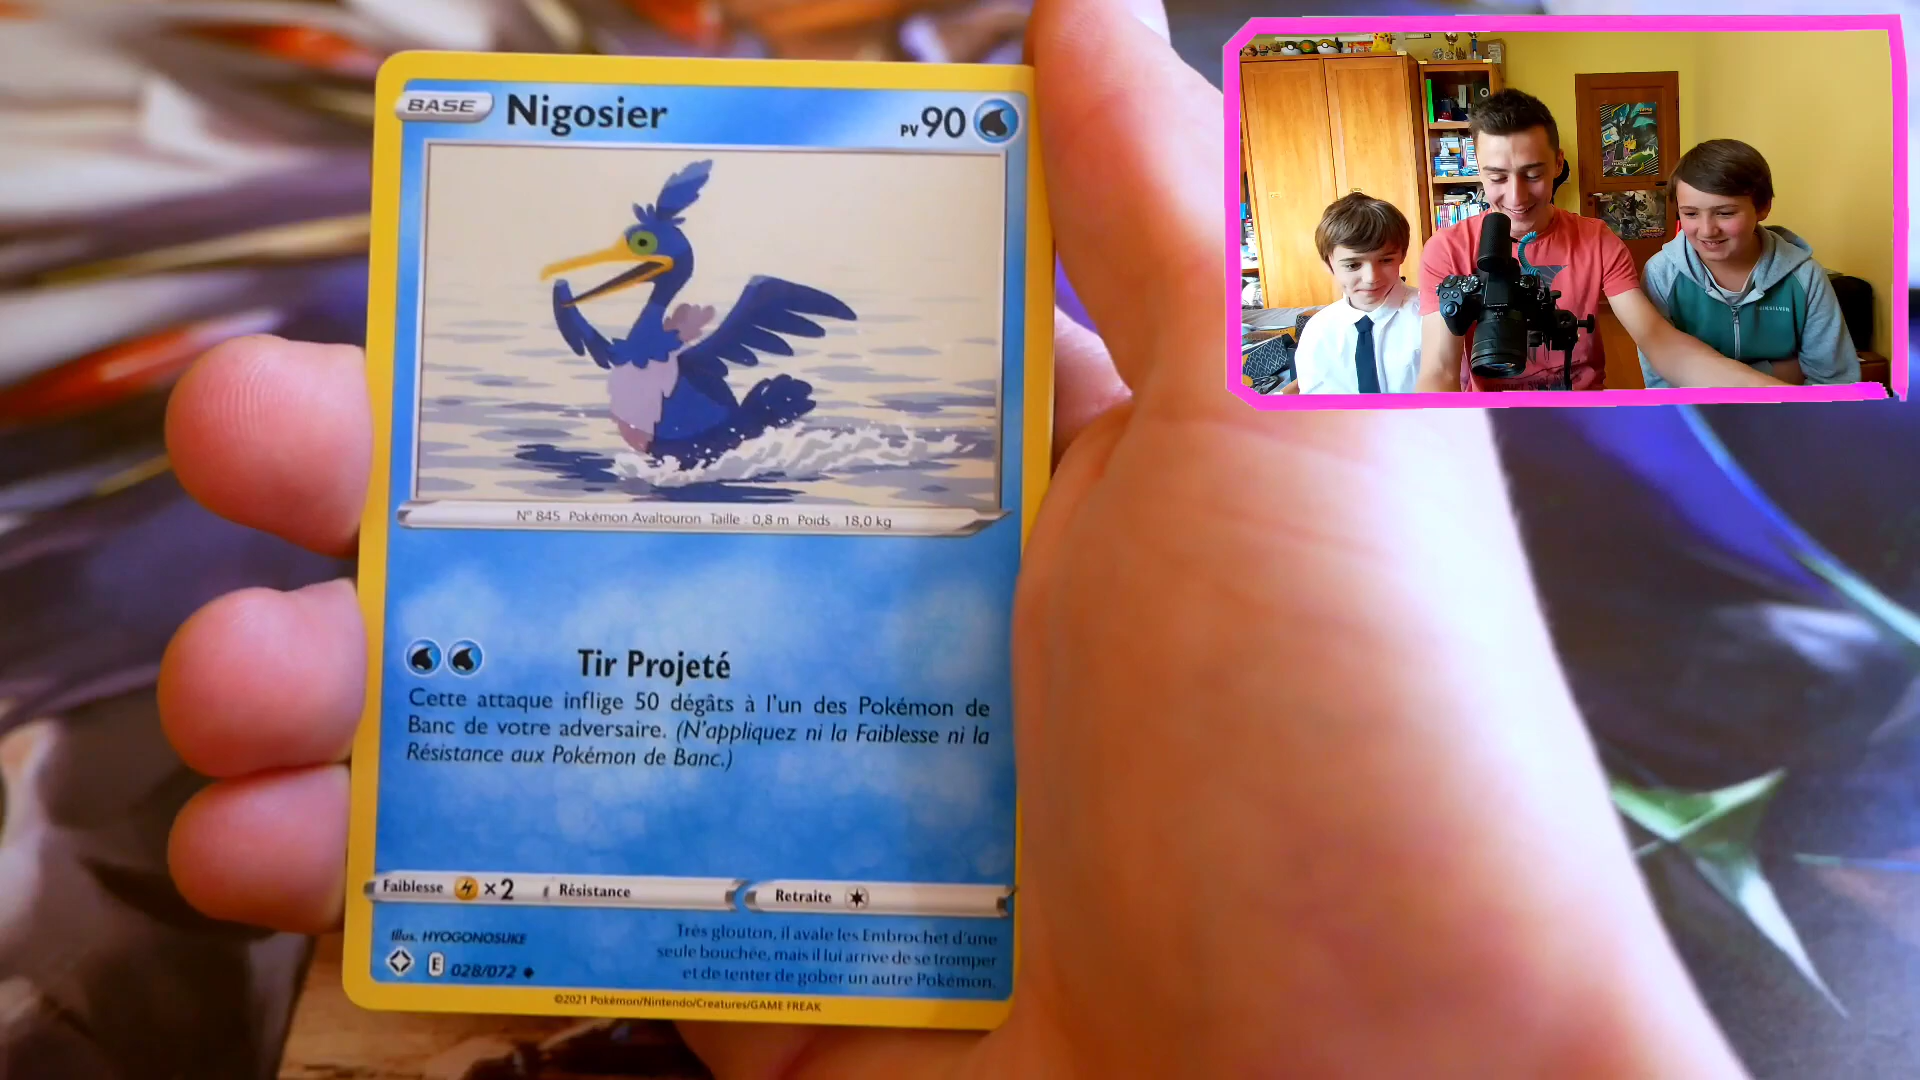 BASE Nigosier PV 90
N° 845 Pokémon Avaltouron Taille : 0,8 m Poids : 18,0 kg
Tir Projeté
Cette attaque inflige 50 dégâts à l'un des Pokémon de
Banc de votre adversaire. (N'appliquez ni la Faiblesse ni la
Résistance aux Pokémon de Banc.)
Faiblesse ×2 Résistance Retraite
Illus. HYOGONOSUKE
E 028/072
Très glouton, il avale les Embrochet d'une
seule bouchée, mais il lui arrive de se tromper
et de tenter de gober un autre Pokémon.
©2021 Pokémon/Nintendo/Creatures/GAME FREAK
QUIKSILVER